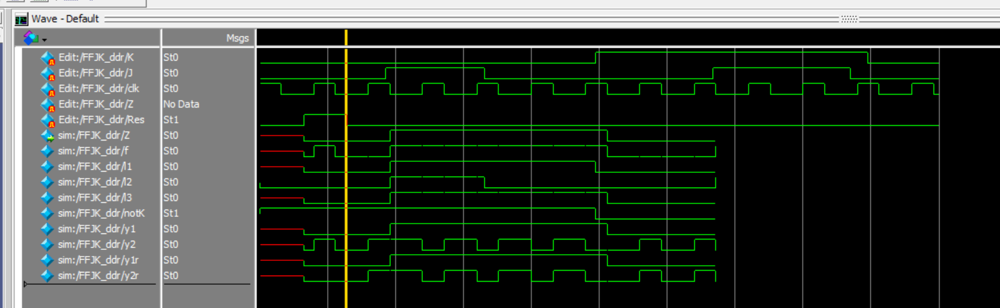 Wave - Default
Msgs
Edit:/FFJK_ddr/K St0
Edit:/FFJK_ddr/J St0
Edit:/FFJK_ddr/clk St0
Edit:/FFJK_ddr/Z No Data
Edit:/FFJK_ddr/Res St1
sim:/FFJK_ddr/Z St0
sim:/FFJK_ddr/f St0
sim:/FFJK_ddr/l1 St0
sim:/FFJK_ddr/l2 St0
sim:/FFJK_ddr/l3 St0
sim:/FFJK_ddr/notK St1
sim:/FFJK_ddr/y1 St0
sim:/FFJK_ddr/y2 St0
sim:/FFJK_ddr/y1r St0
sim:/FFJK_ddr/y2r St0